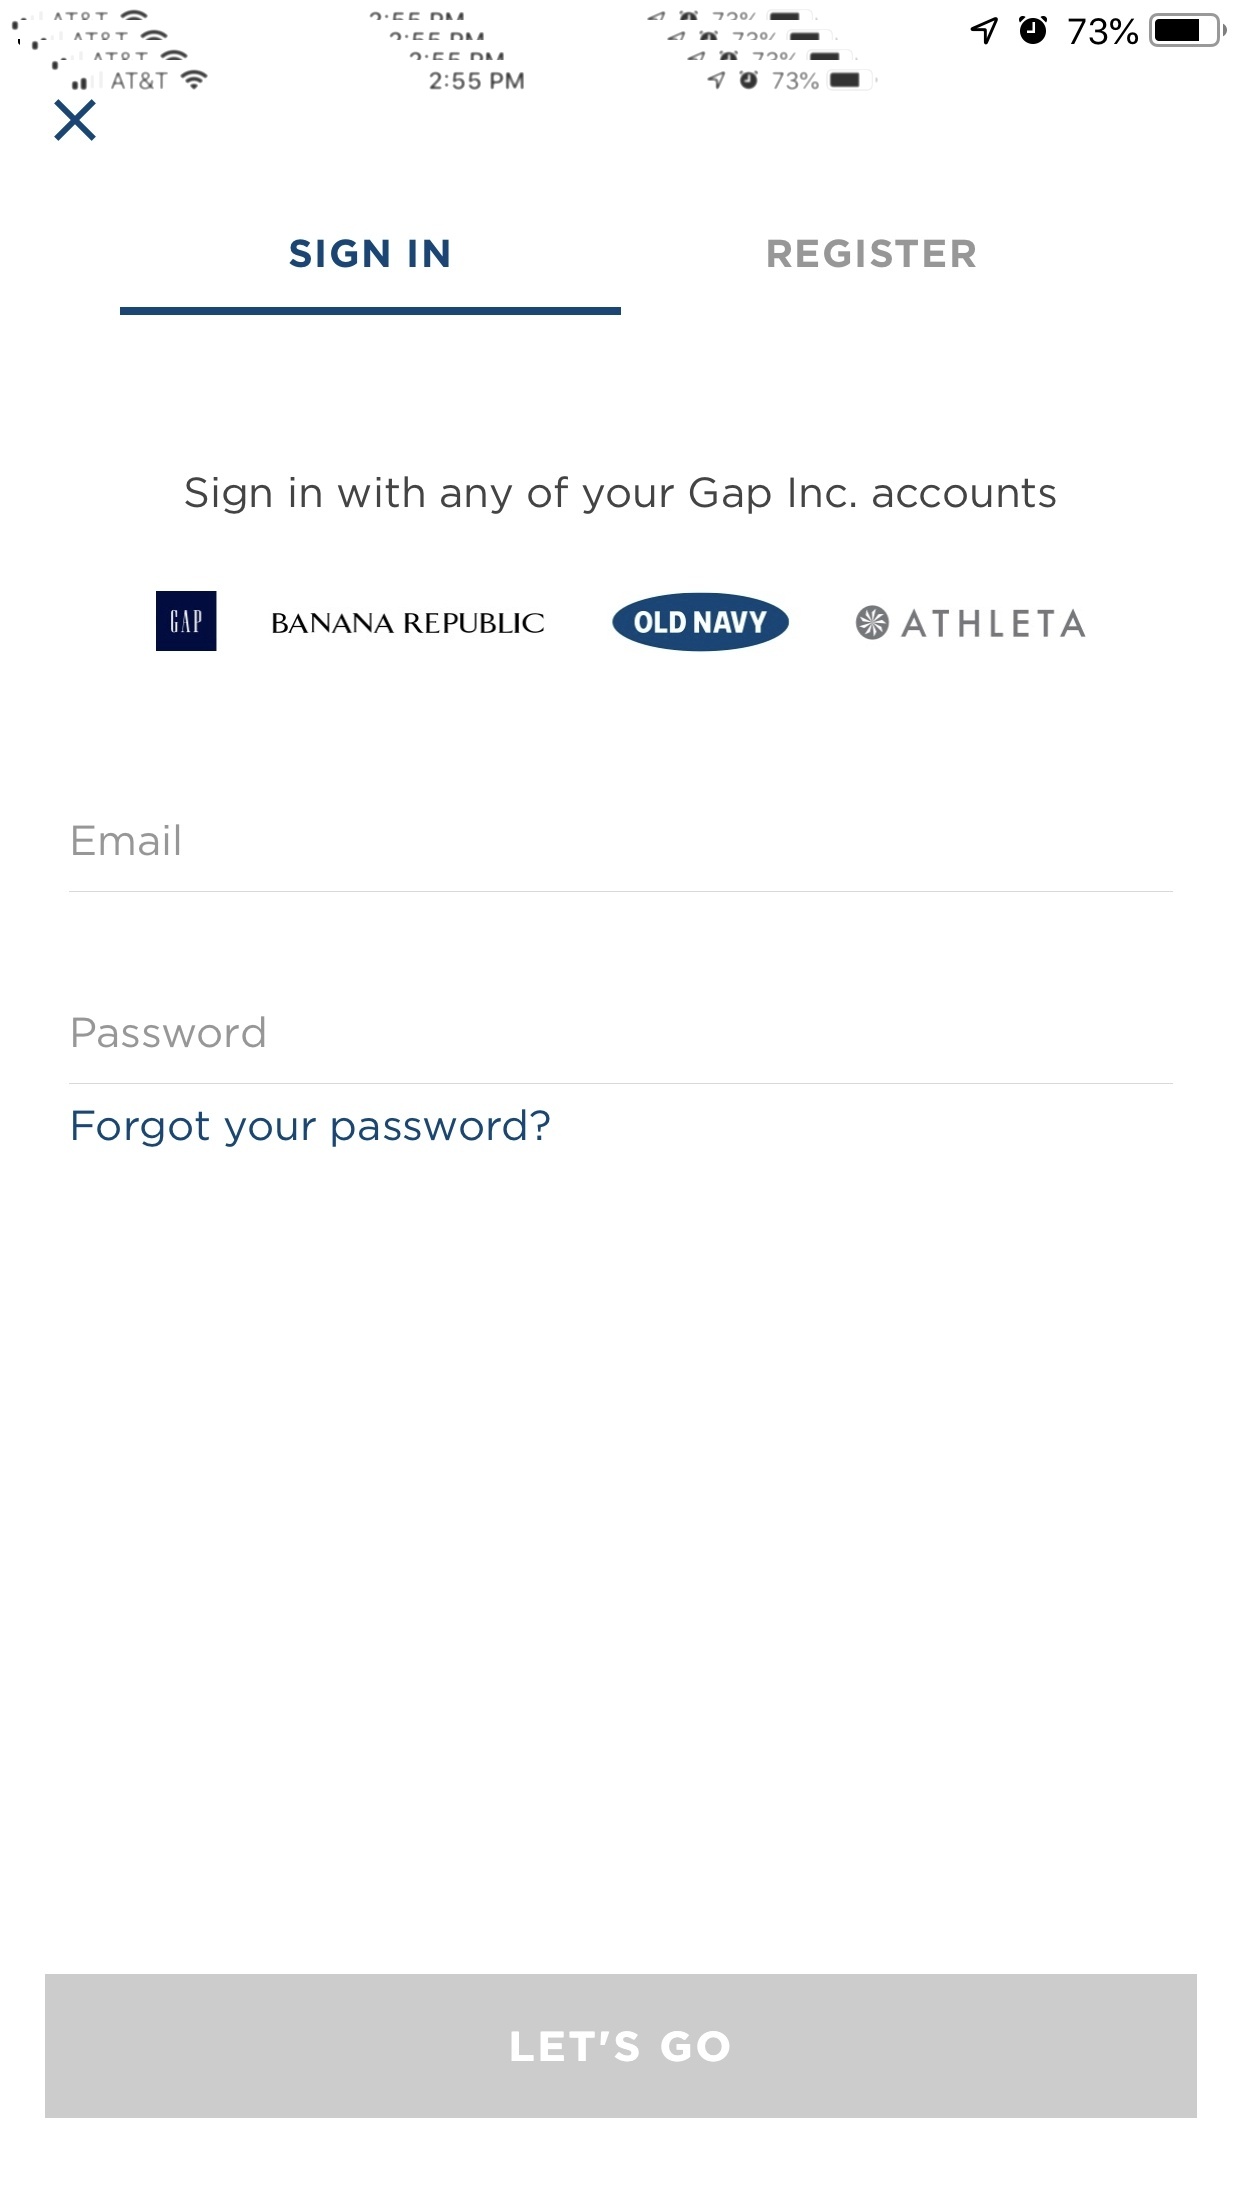 73%
AT&T 2:55 PM 73%
SIGN IN REGISTER
Sign in with any of your Gap Inc. accounts
GAP BANANA REPUBLIC OLD NAVY ATHLETA
Email
Password
Forgot your password?
LET'S GO